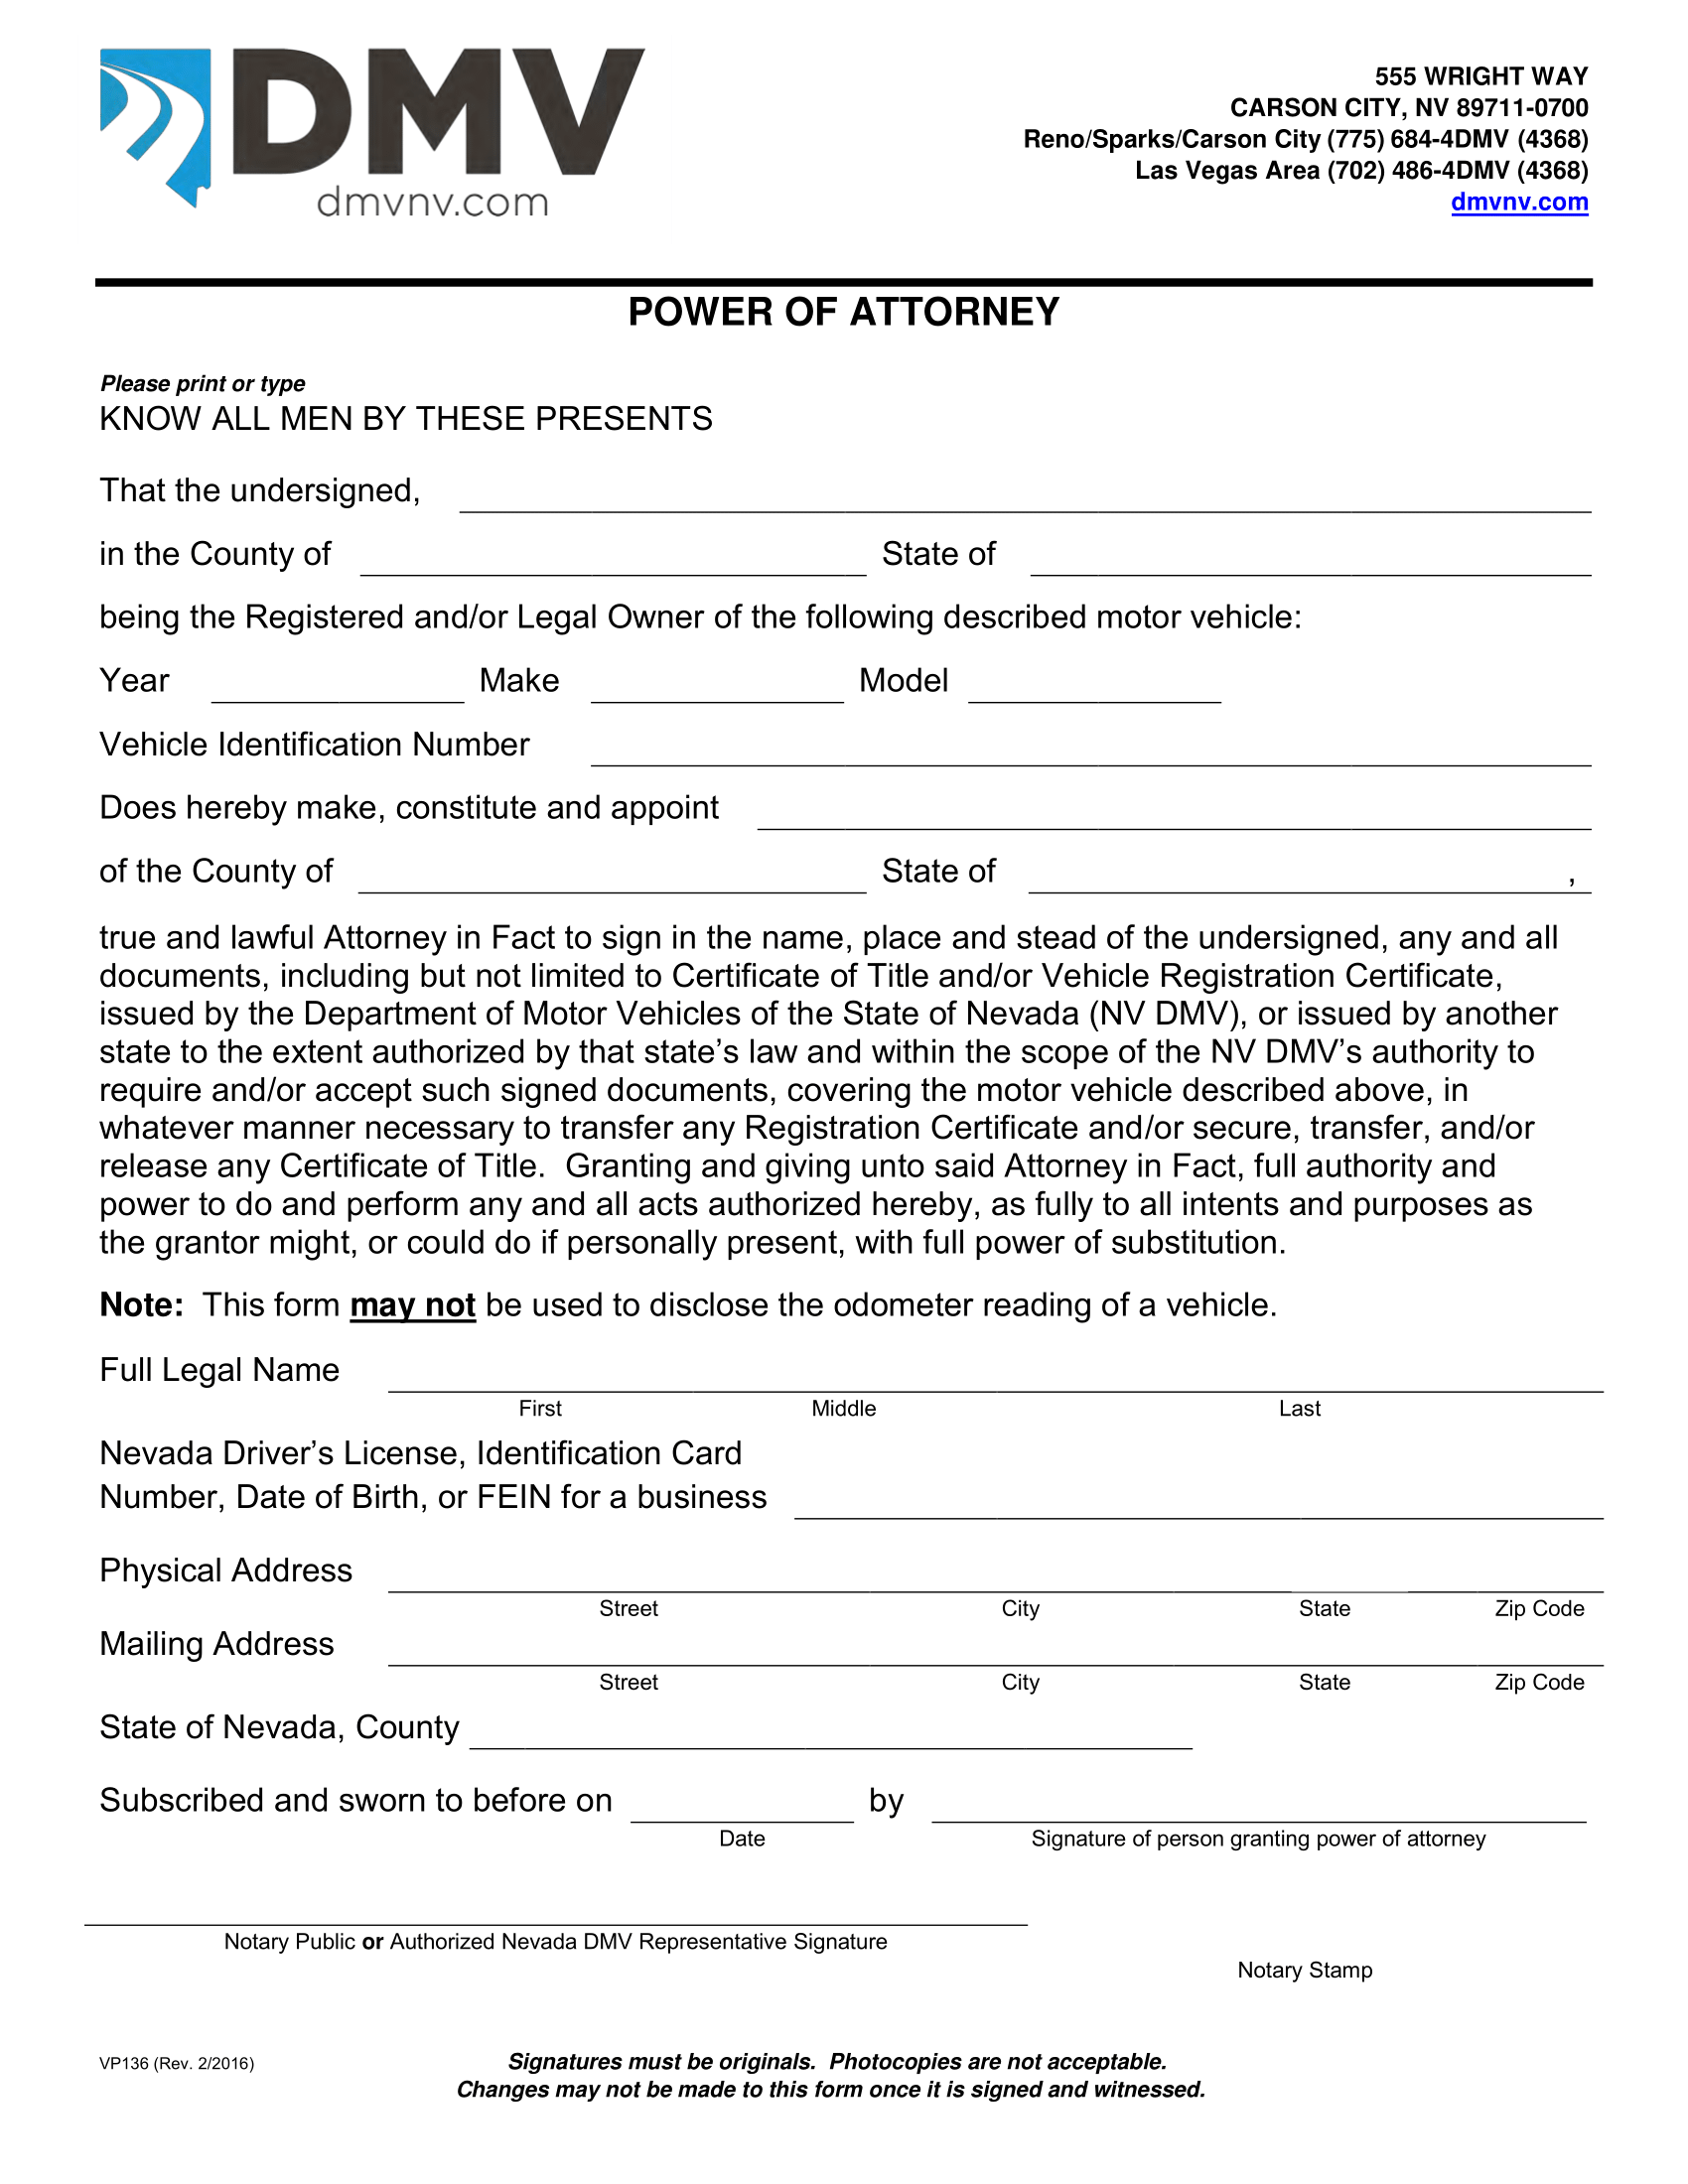 DMV
dmvnv.com
555 WRIGHT WAY
CARSON CITY, NV 89711-0700
Reno/Sparks/Carson City (775) 684-4DMV (4368)
Las Vegas Area (702) 486-4DMV (4368)
dmvnv.com
POWER OF ATTORNEY
Please print or type
KNOW ALL MEN BY THESE PRESENTS
That the undersigned,
in the County of State of
being the Registered and/or Legal Owner of the following described motor vehicle:
Year Make Model
Vehicle Identification Number
Does hereby make, constitute and appoint
of the County of State of ,
true and lawful Attorney in Fact to sign in the name, place and stead of the undersigned, any and all
documents, including but not limited to Certificate of Title and/or Vehicle Registration Certificate,
issued by the Department of Motor Vehicles of the State of Nevada (NV DMV), or issued by another
state to the extent authorized by that state’s law and within the scope of the NV DMV’s authority to
require and/or accept such signed documents, covering the motor vehicle described above, in
whatever manner necessary to transfer any Registration Certificate and/or secure, transfer, and/or
release any Certificate of Title. Granting and giving unto said Attorney in Fact, full authority and
power to do and perform any and all acts authorized hereby, as fully to all intents and purposes as
the grantor might, or could do if personally present, with full power of substitution.
Note: This form may not be used to disclose the odometer reading of a vehicle.
Full Legal Name
First Middle Last
Nevada Driver’s License, Identification Card
Number, Date of Birth, or FEIN for a business
Physical Address
Street City State Zip Code
Mailing Address
Street City State Zip Code
State of Nevada, County
Subscribed and sworn to before on by
Date Signature of person granting power of attorney
Notary Public or Authorized Nevada DMV Representative Signature
Notary Stamp
VP136 (Rev. 2/2016) Signatures must be originals. Photocopies are not acceptable.
Changes may not be made to this form once it is signed and witnessed.